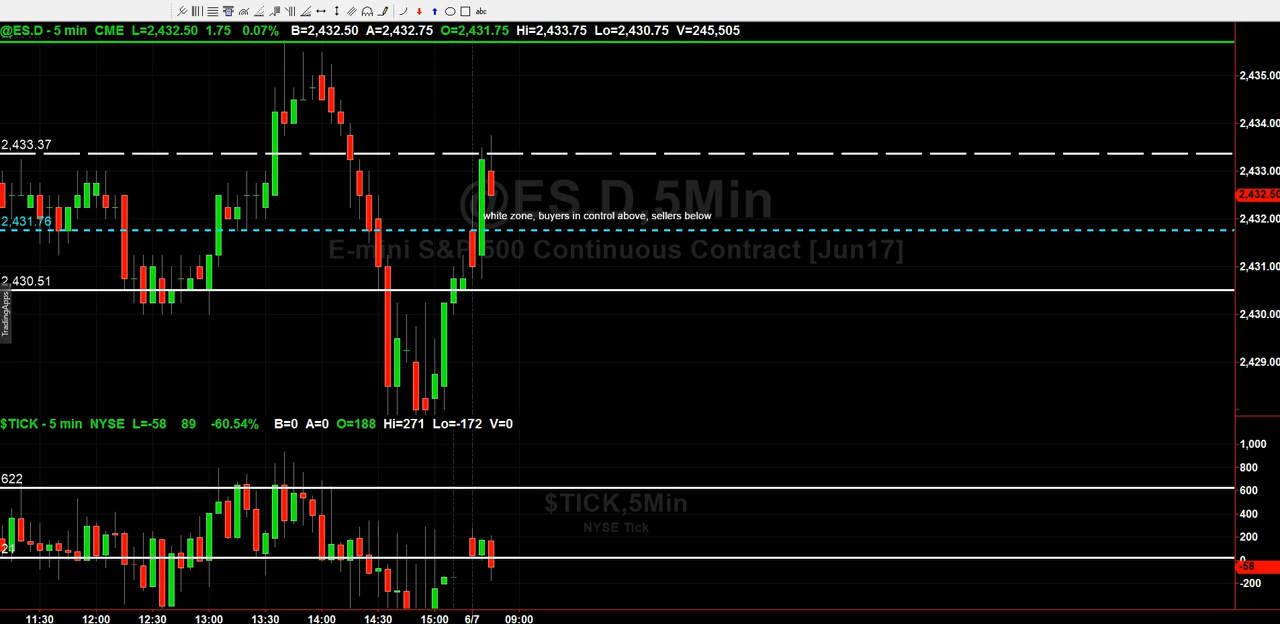 abc
@ES.D - 5 min CME L=2,432.50 1.75 0.07% B=2,432.50 A=2,432.75 O=2,431.75 Hi=2,433.75 Lo=2,430.75 V=245,505
2,435.00
2,434.00
2,433.37
2,433.00
@ES.D,5Min
2,432.50
white zone, buyers in control above, sellers below
2,432.00
2,431.76
E-mini S&P 500 Continuous Contract [Jun17]
2,431.00
2,430.51
TradingApps
2,430.00
2,429.00
$TICK - 5 min NYSE L=-58 89 -60.54% B=0 A=0 O=188 Hi=271 Lo=-172 V=0
1,000
800
622
600
$TICK,5Min
400
NYSE Tick
200
21
0
-58
-200
11:30 12:00 12:30 13:00 13:30 14:00 14:30 15:00 6/7 09:00